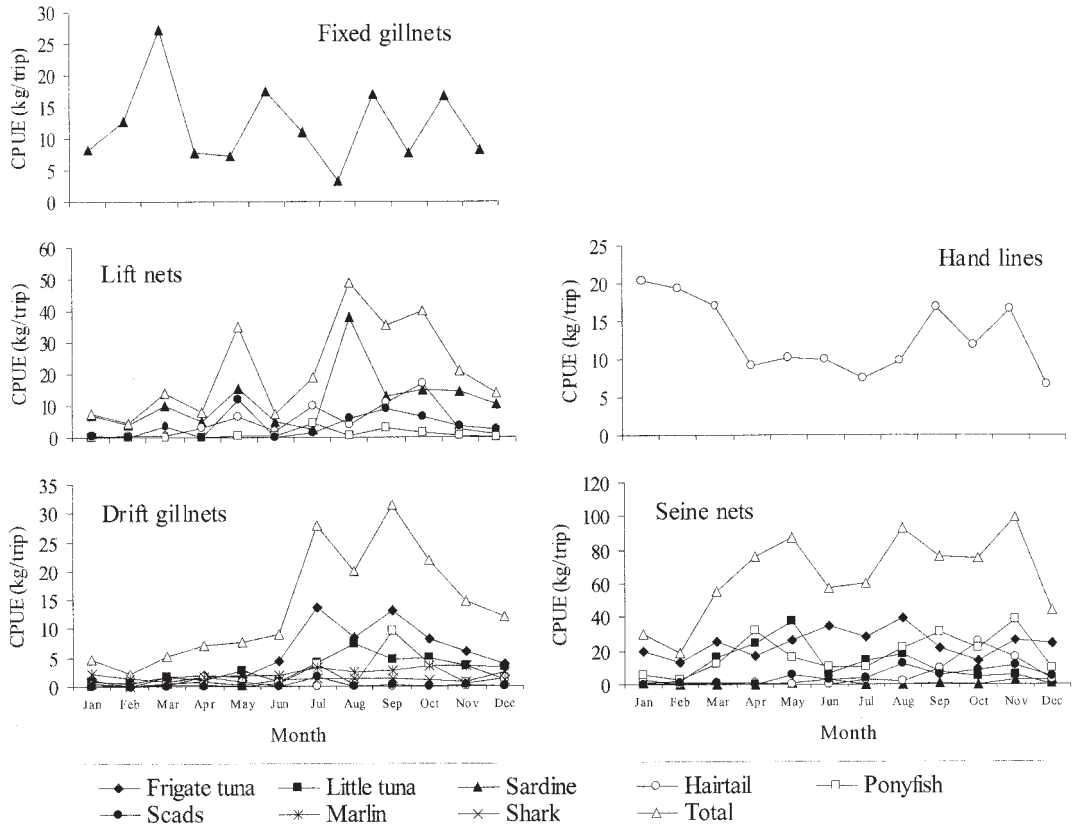 Fixed gillnets
CPUE (kg/trip)
30
25
20
15
10
5
0
Lift nets
CPUE (kg/trip)
60
50
40
30
20
10
0
Hand lines
CPUE (kg/trip)
25
20
15
10
5
0
Drift gillnets
CPUE (kg/trip)
35
30
25
20
15
10
5
0
Jan Feb Mar Apr May Jun Jul Aug Sep Oct Nov Dec
Month
Seine nets
CPUE (kg/trip)
120
100
80
60
40
20
0
Jan Feb Mar Apr May Jun Jul Aug Sep Oct Nov Dec
Month
Frigate tuna Little tuna Sardine Hairtail Ponyfish
Scads Marlin Shark Total